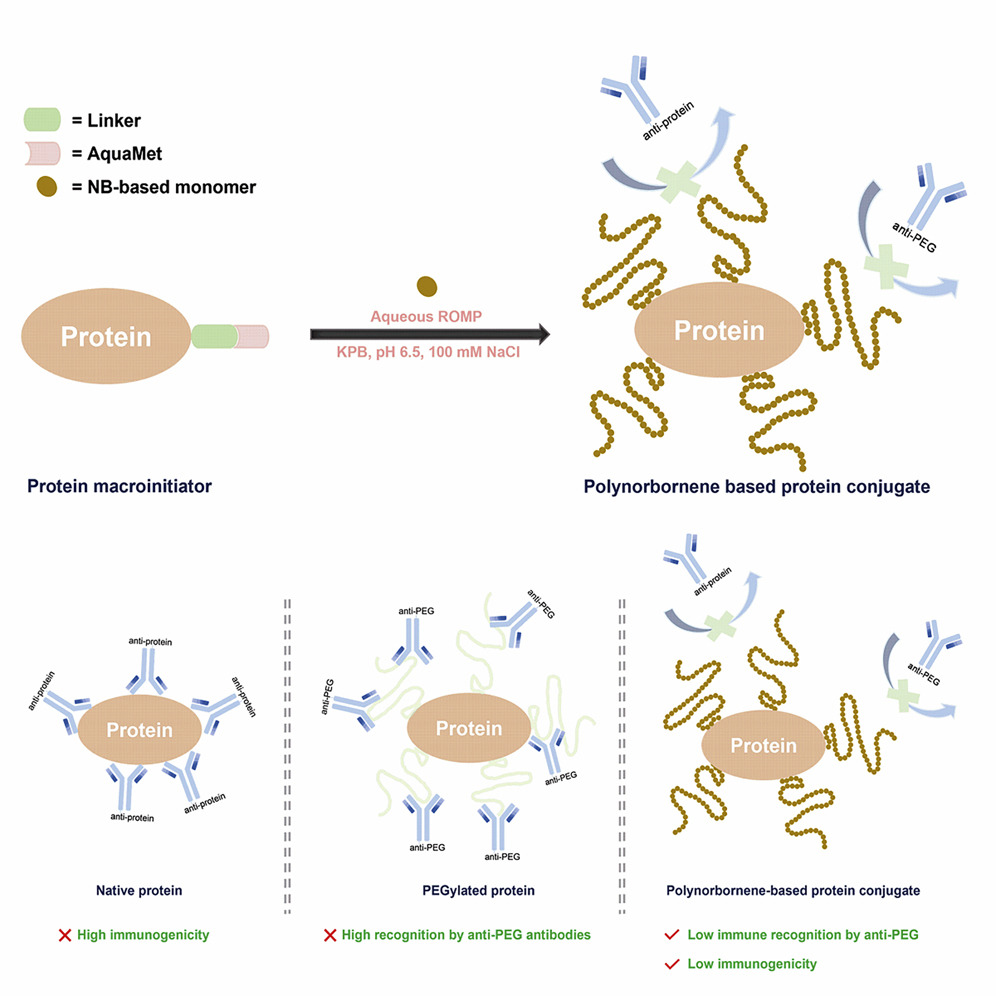 = Linker
= AquaMet
= NB-based monomer
Protein
Aqueous ROMP
KPB, pH 6.5, 100 mM NaCl
anti-protein
anti-PEG
Protein
Protein macroinitiator
Polynorbornene based protein conjugate
anti-protein
anti-protein
anti-protein
Protein
anti-protein
anti-protein
anti-PEG
anti-PEG
anti-PEG
Protein
anti-PEG
anti-PEG
anti-PEG
anti-protein
anti-PEG
Protein
Native protein
PEGylated protein
Polynorbornene-based protein conjugate
High immunogenicity
High recognition by anti-PEG antibodies
Low immune recognition by anti-PEG
Low immunogenicity